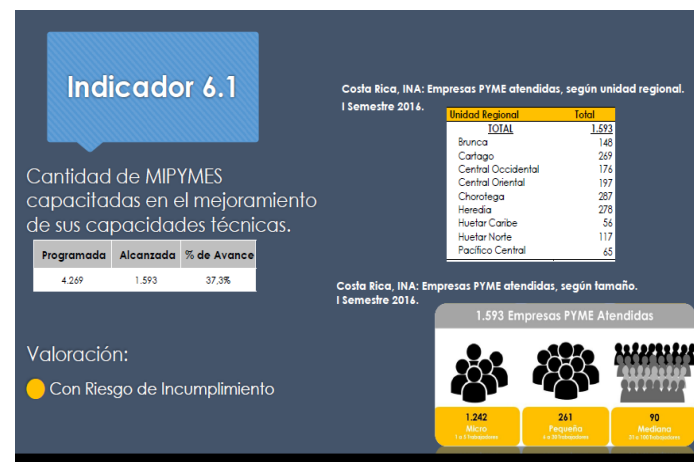 Indicador 6.1
Cantidad de MIPYMES
capacitadas en el mejoramiento
de sus capacidades técnicas.
Programada Alcanzada % de Avance
4.269 1.593 37,3%
Valoración:
Con Riesgo de Incumplimiento
Costa Rica, INA: Empresas PYME atendidas, según unidad regional.
I Semestre 2016.
Unidad Regional Total
TOTAL 1.593
Brunca 148
Cartago 269
Central Occidental 176
Central Oriental 197
Chorotega 287
Heredia 278
Huetar Caribe 56
Huetar Norte 117
Pacífico Central 65
Costa Rica, INA: Empresas PYME atendidas, según tamaño.
I Semestre 2016.
1.593 Empresas PYME Atendidas
1.242 261 90
Micro Pequeña Mediana